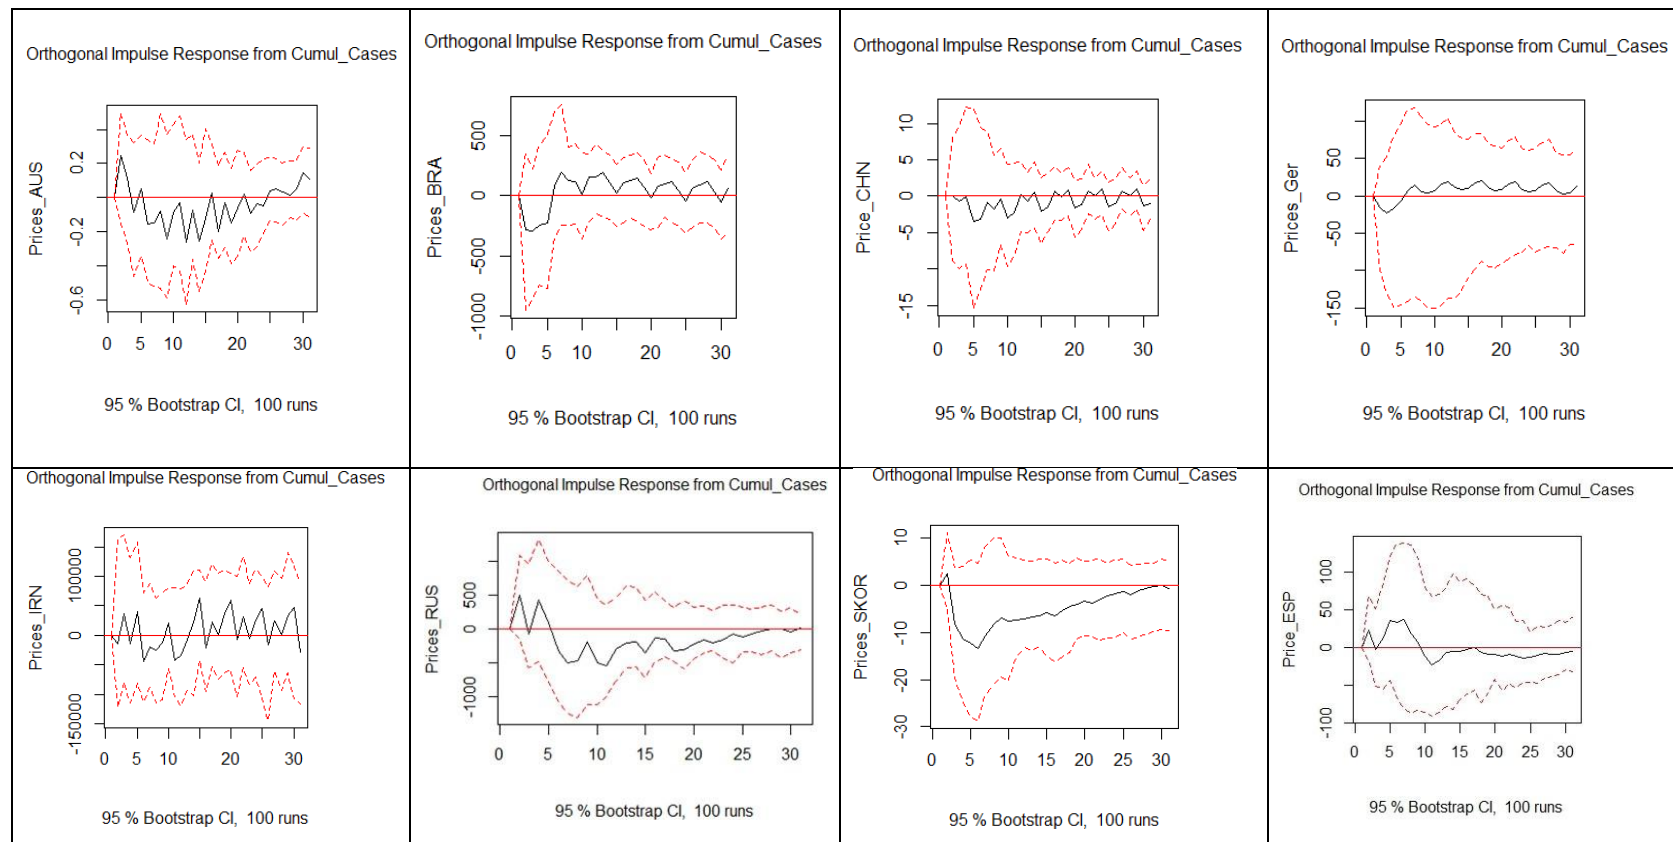 Orthogonal Impulse Response from Cumul_Cases
Prices_AUS
0.2
-0.2
-0.6
0 5 10 20 30
95 % Bootstrap CI, 100 runs
Orthogonal Impulse Response from Cumul_Cases
Prices_BRA
500
0
-500
-1000
0 5 10 20 30
95 % Bootstrap CI, 100 runs
Orthogonal Impulse Response from Cumul_Cases
Price_CHN
10
5
0
-5
-15
0 5 10 20 30
95 % Bootstrap CI, 100 runs
Orthogonal Impulse Response from Cumul_Cases
Prices_Ger
50
0
-50
-150
0 5 10 20 30
95 % Bootstrap CI, 100 runs
Orthogonal Impulse Response from Cumul_Cases
Prices_IRN
100000
0
-150000
0 5 10 20 30
95 % Bootstrap CI, 100 runs
Orthogonal Impulse Response from Cumul_Cases
Prices_RUS
500
0
-1000
0 5 10 15 20 25 30
95 % Bootstrap CI, 100 runs
Orthogonal Impulse Response from Cumul_Cases
Prices_SKOR
10
0
-10
-20
-30
0 5 10 15 20 25 30
95 % Bootstrap CI, 100 runs
Orthogonal Impulse Response from Cumul_Cases
Price_ESP
100
50
0
-100
0 5 10 15 20 25 30
95 % Bootstrap CI, 100 runs